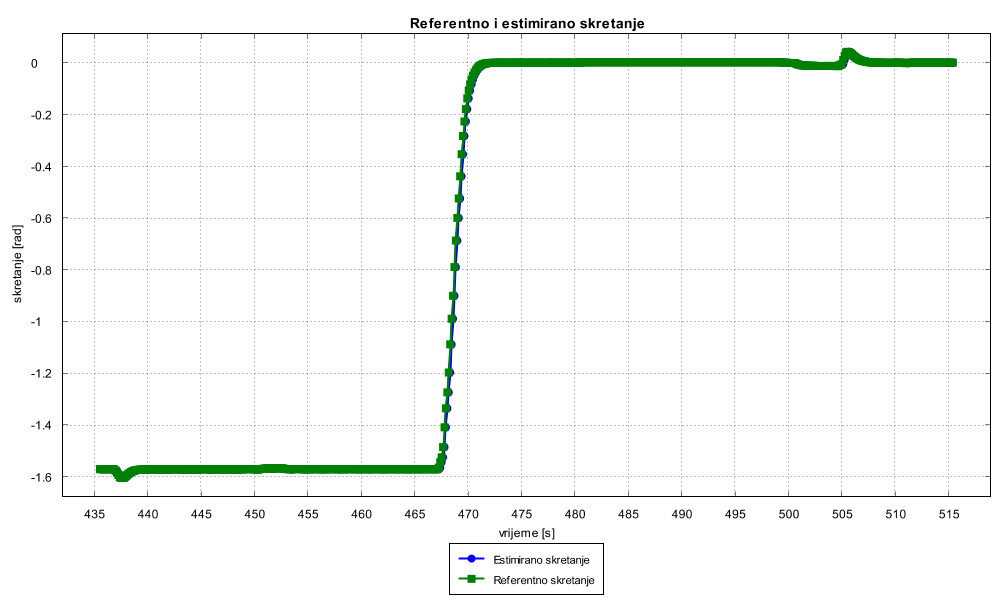 Referentno i estimirano skretanje
0
-0.2
-0.4
-0.6
-0.8
-1
-1.2
-1.4
-1.6
skretanje [rad]
435 440 445 450 455 460 465 470 475 480 485 490 495 500 505 510 515
vrijeme [s]
Estimirano skretanje
Referentno skretanje